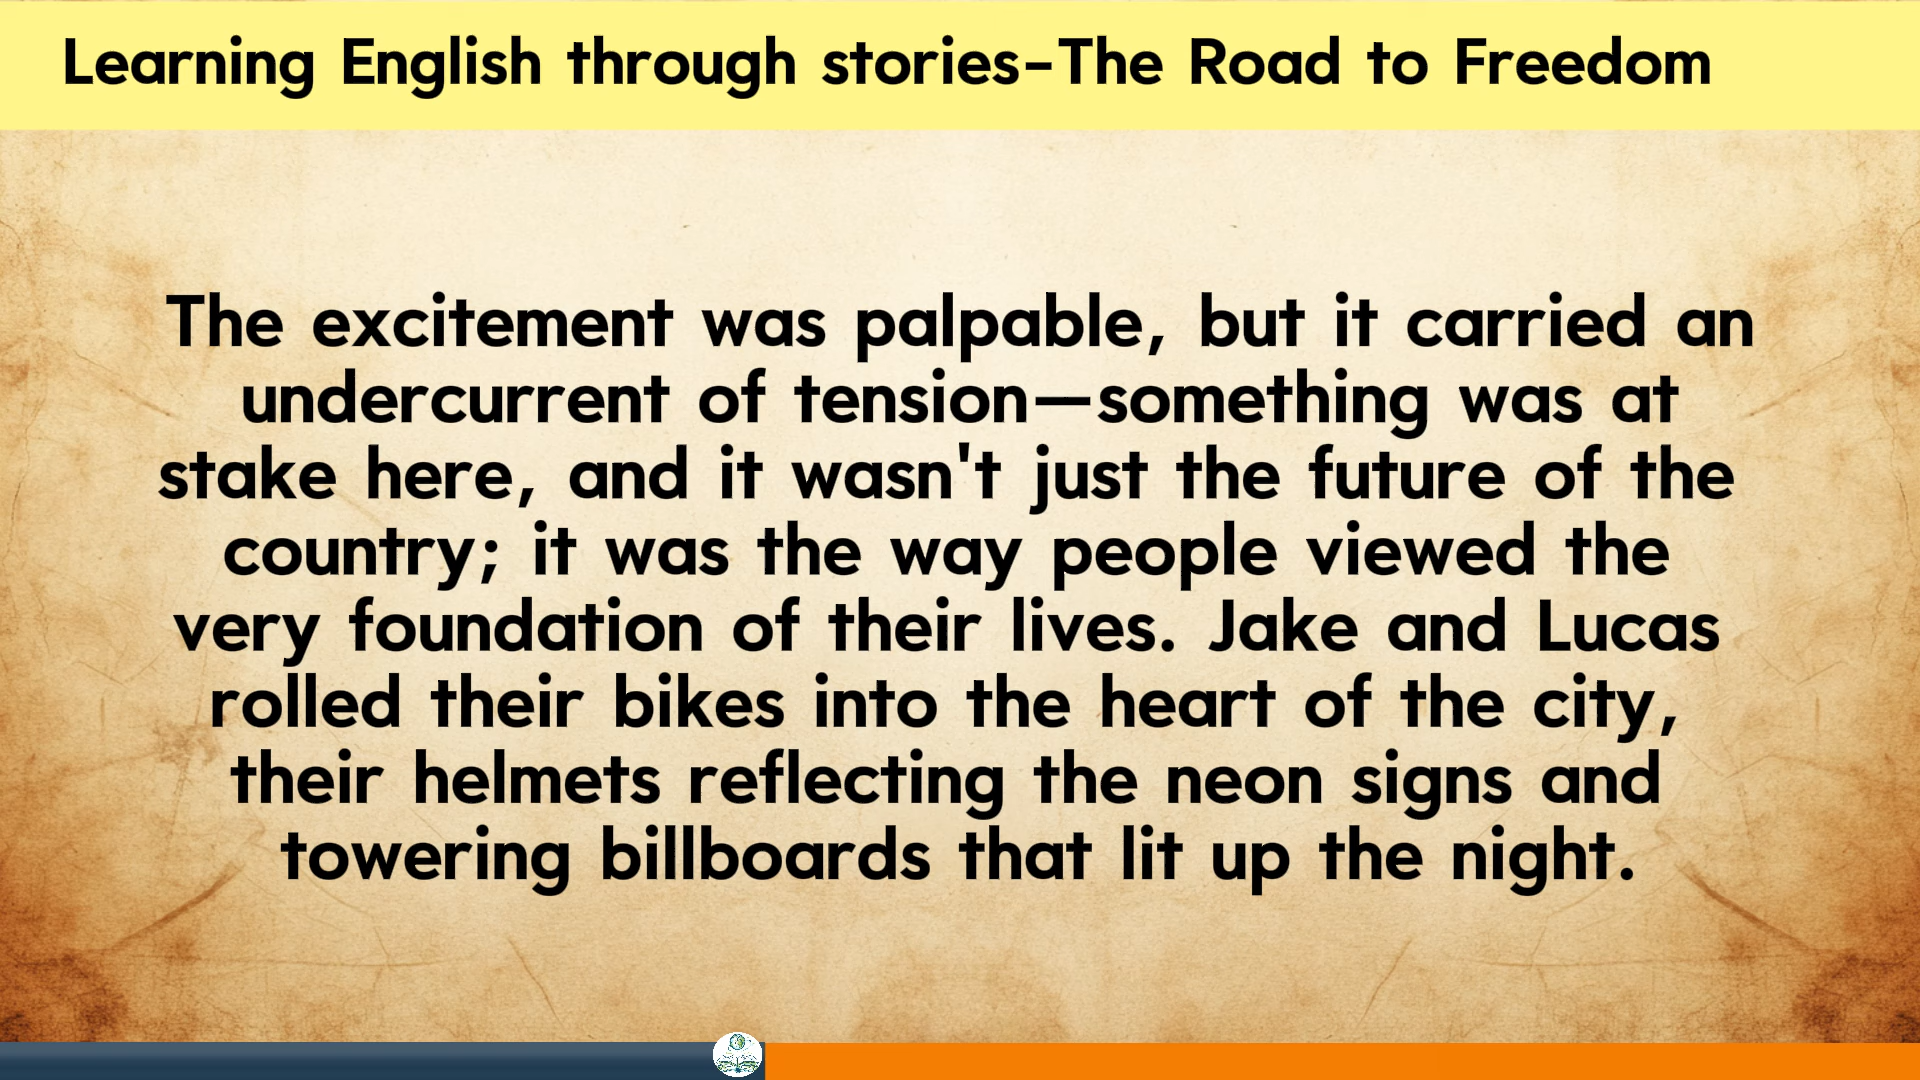 Learning English through stories-The Road to Freedom
The excitement was palpable, but it carried an
undercurrent of tension—something was at
stake here, and it wasn't just the future of the
country; it was the way people viewed the
very foundation of their lives. Jake and Lucas
rolled their bikes into the heart of the city,
their helmets reflecting the neon signs and
towering billboards that lit up the night.